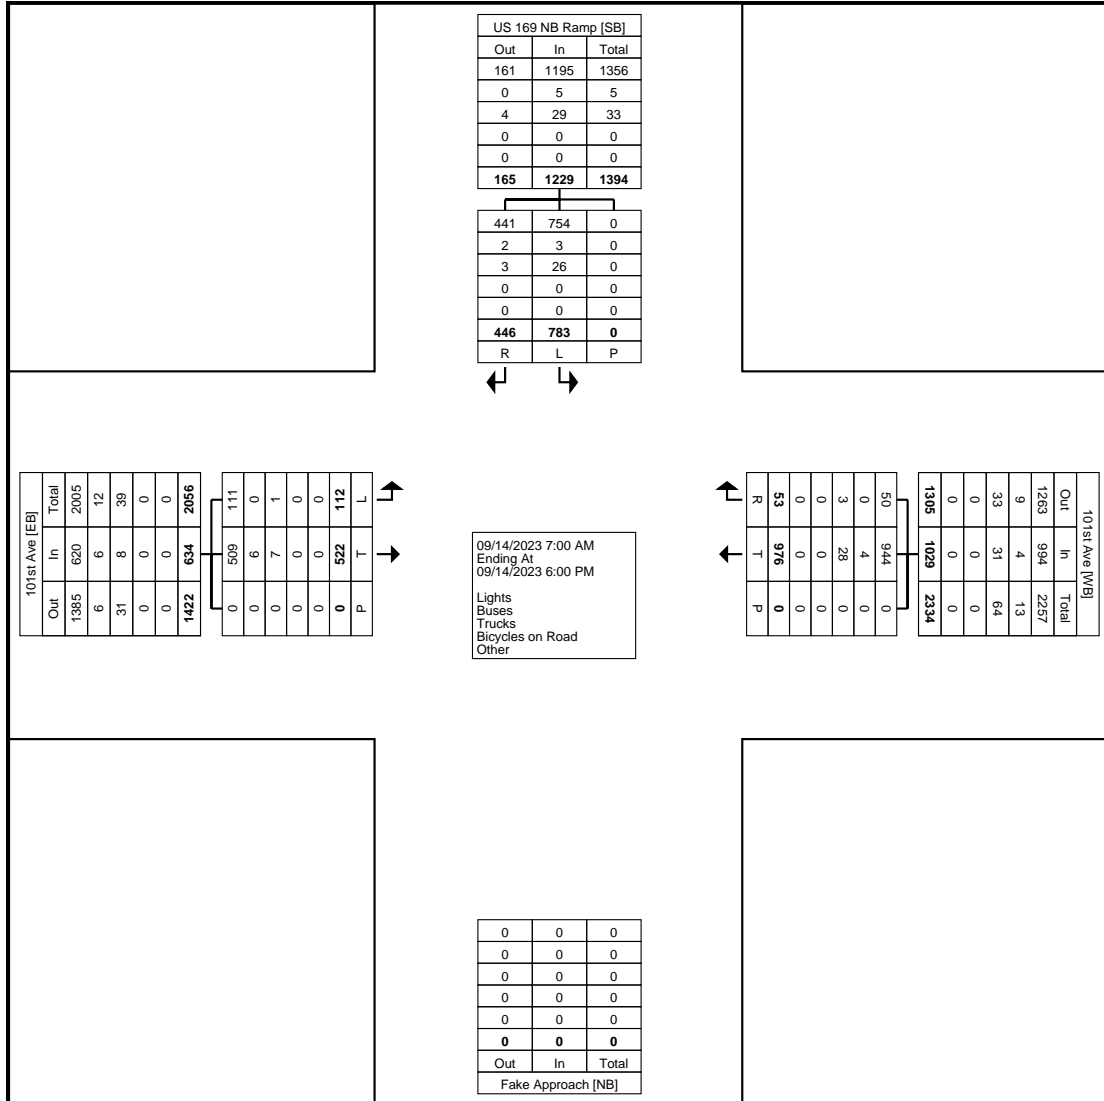 US 169 NB Ramp [SB]
Out In Total
161 1195 1356
0 5 5
4 29 33
0 0 0
0 0 0
165 1229 1394
441 754 0
2 3 0
3 26 0
0 0 0
0 0 0
446 783 0
R L P
101st Ave [EB]
Total In Out
2005 620 1385
12 6 6
39 8 31
0 0 0
0 0 0
2056 634 1422
111 509 0
0 6 0
1 7 0
0 0 0
0 0 0
112 522 0
L T P
09/14/2023 7:00 AM
Ending At
09/14/2023 6:00 PM
Lights
Buses
Trucks
Bicycles on Road
Other
101st Ave [WB]
Out In Total
1263 994 2257
9 4 13
33 31 64
0 0 0
0 0 0
1305 1029 2334
50 944 0
0 4 0
3 28 0
0 0 0
0 0 0
53 976 0
R T P
0 0 0
0 0 0
0 0 0
0 0 0
0 0 0
0 0 0
Out In Total
Fake Approach [NB]